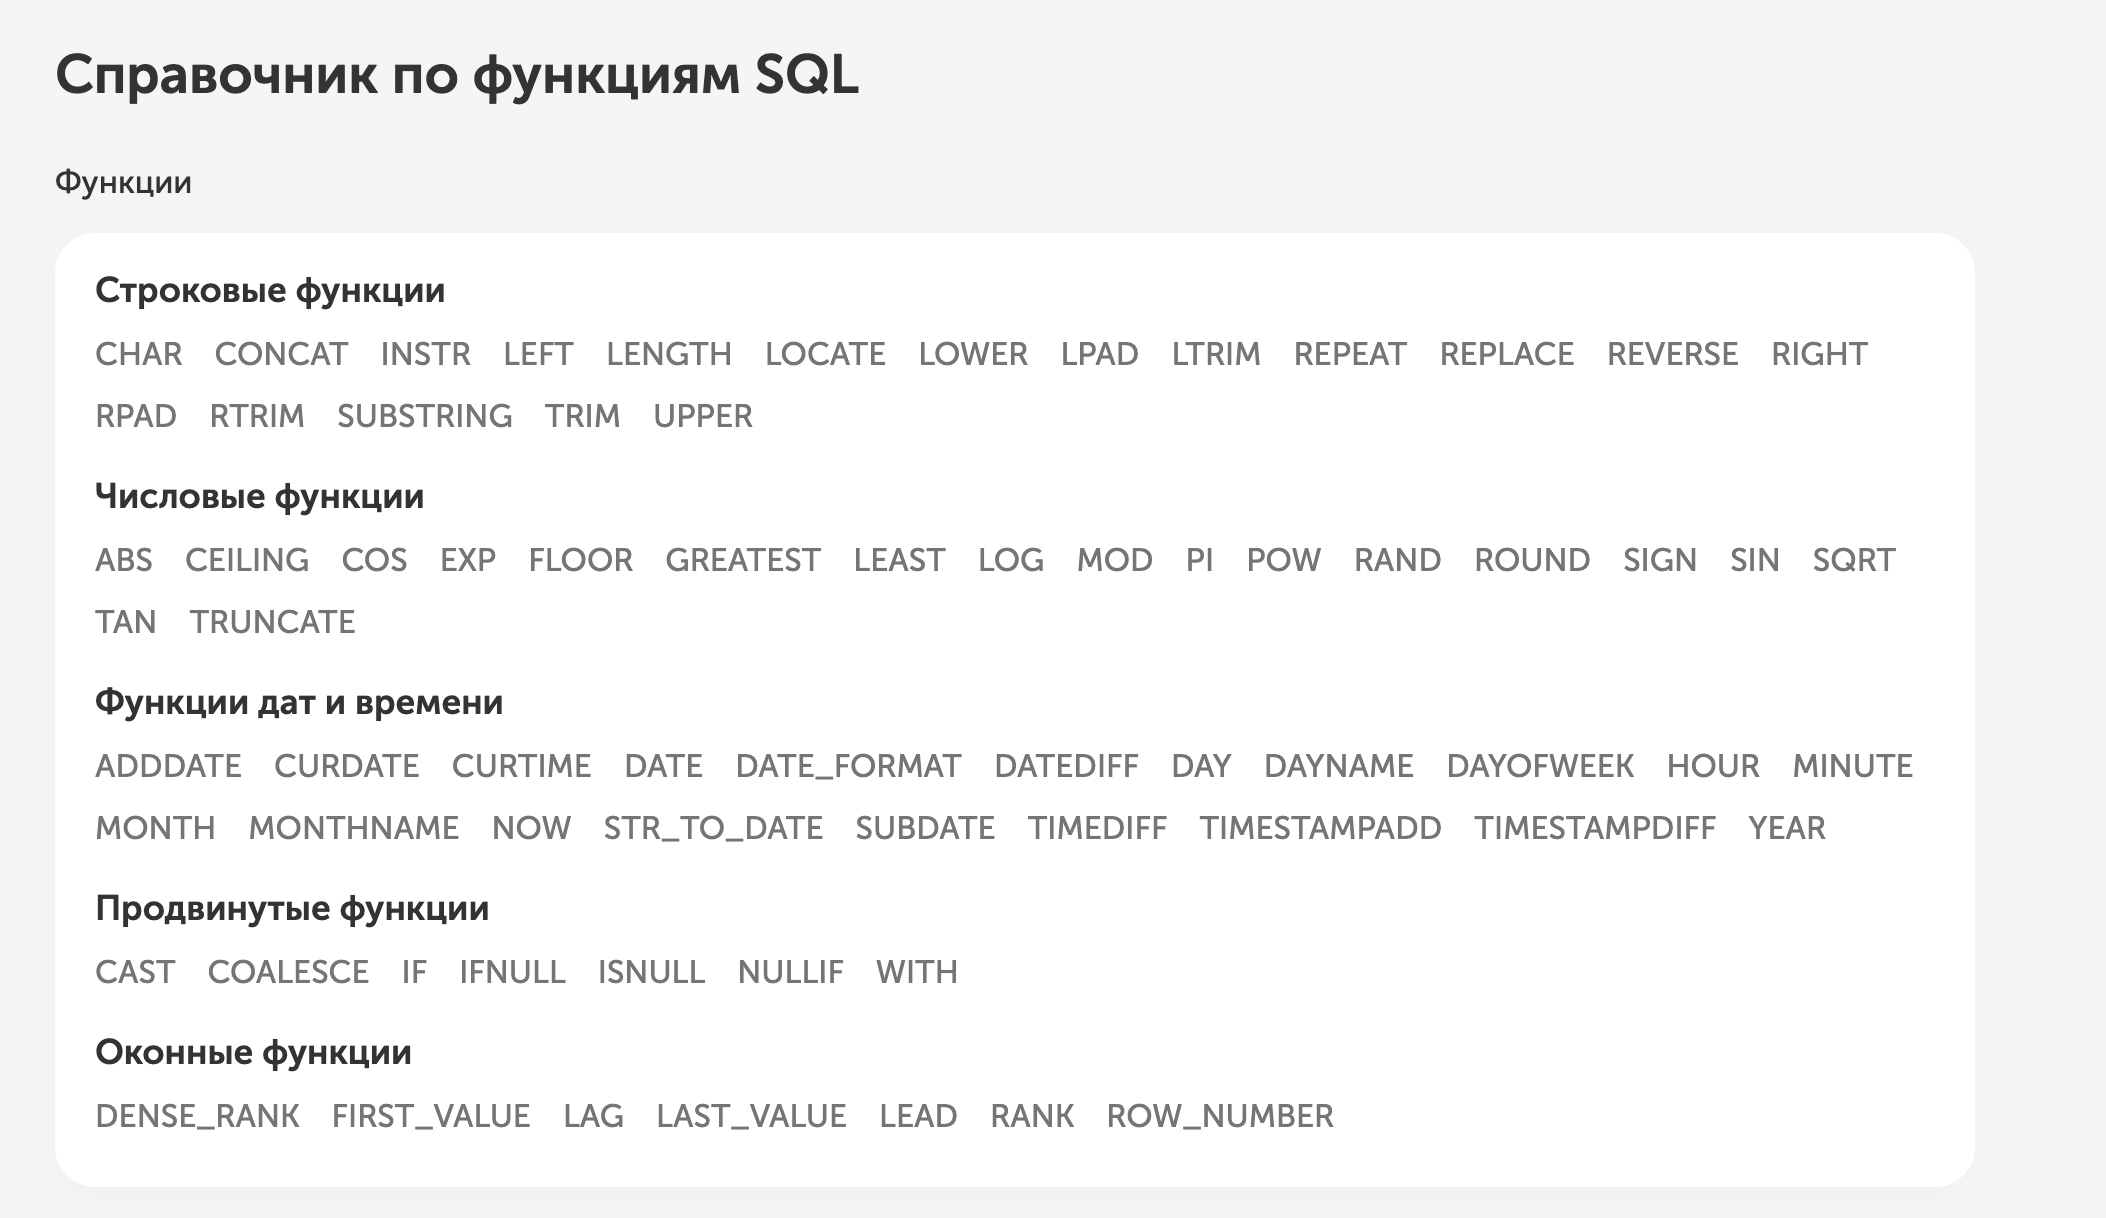 Справочник по функциям SQL
Функции
Строковые функции
CHAR CONCAT INSTR LEFT LENGTH LOCATE LOWER LPAD LTRIM REPEAT REPLACE REVERSE RIGHT
RPAD RTRIM SUBSTRING TRIM UPPER
Числовые функции
ABS CEILING COS EXP FLOOR GREATEST LEAST LOG MOD PI POW RAND ROUND SIGN SIN SQRT
TAN TRUNCATE
Функции дат и времени
ADDDATE CURDATE CURTIME DATE DATE_FORMAT DATEDIFF DAY DAYNAME DAYOFWEEK HOUR MINUTE
MONTH MONTHNAME NOW STR_TO_DATE SUBDATE TIMEDIFF TIMESTAMPADD TIMESTAMPDIFF YEAR
Продвинутые функции
CAST COALESCE IF IFNULL ISNULL NULLIF WITH
Оконные функции
DENSE_RANK FIRST_VALUE LAG LAST_VALUE LEAD RANK ROW_NUMBER